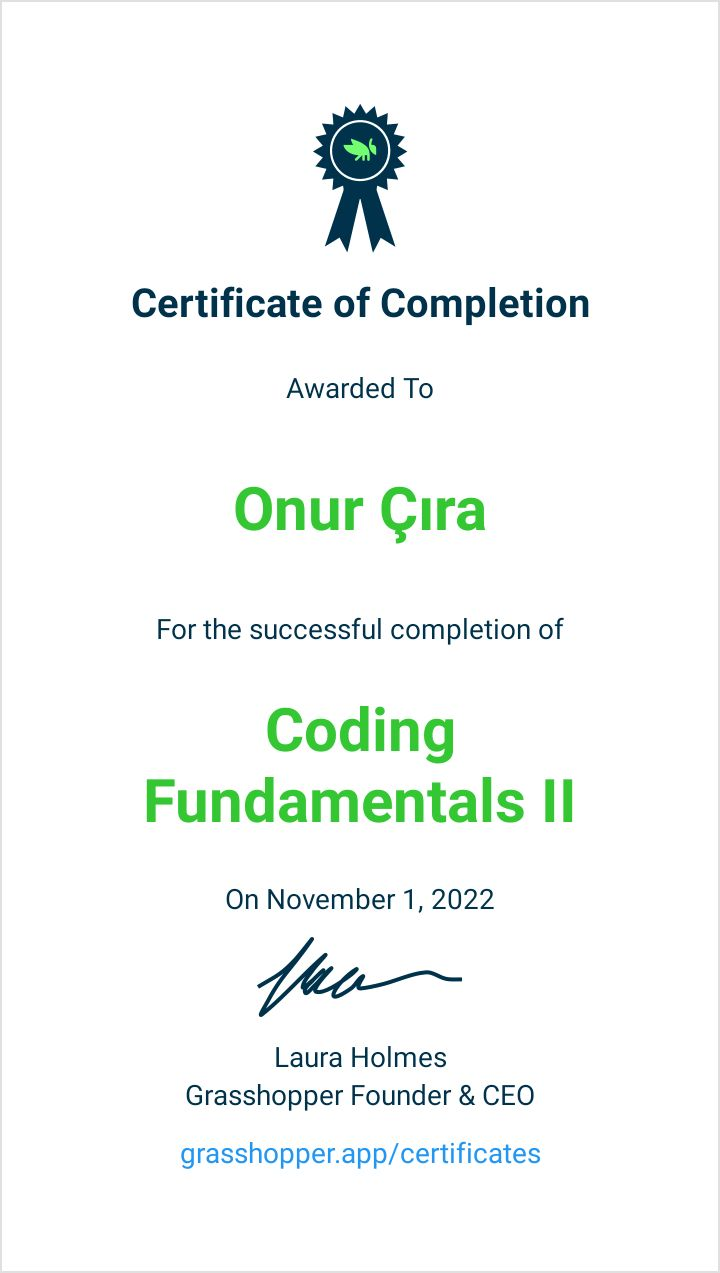 Certificate of Completion
Awarded To
Onur Çıra
For the successful completion of
Coding
Fundamentals II
On November 1, 2022
Laura Holmes
Grasshopper Founder & CEO
grasshopper.app/certificates